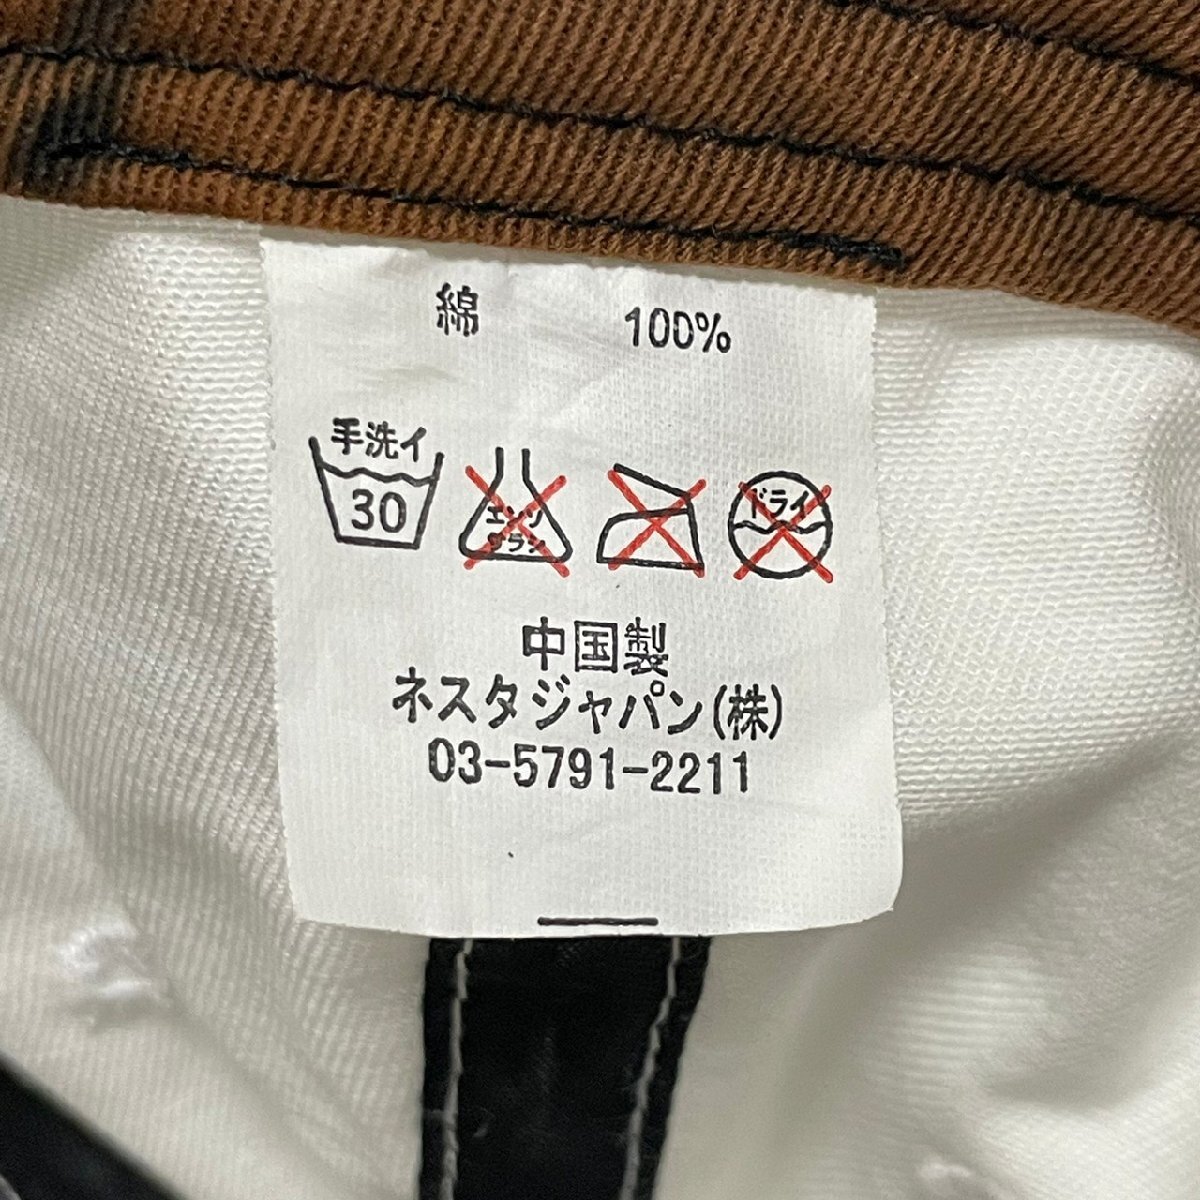 綿 100%
手洗イ
30
エンソ
サラシ
ドライ
中国製
ネスタジャパン(株)
03-5791-2211